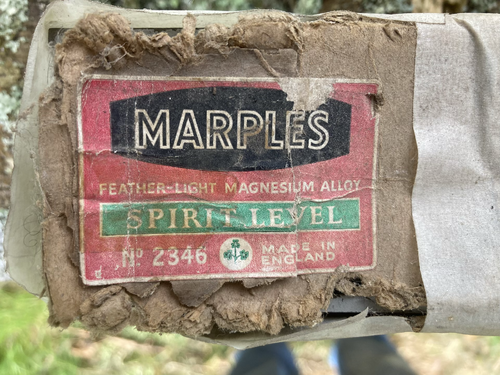 MARPLES
FEATHER-LIGHT MAGNESIUM ALLOY
SPIRIT LEVEL
Nº 2346
MADE IN
ENGLAND